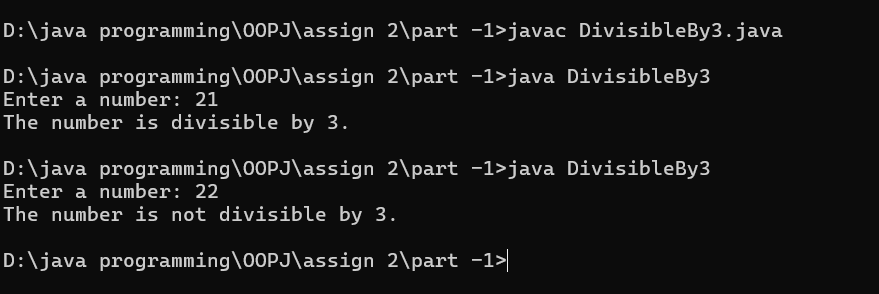 D:\java programming\OOPJ\assign 2\part -1>javac DivisibleBy3.java
D:\java programming\OOPJ\assign 2\part -1>java DivisibleBy3
Enter a number: 21
The number is divisible by 3.
D:\java programming\OOPJ\assign 2\part -1>java DivisibleBy3
Enter a number: 22
The number is not divisible by 3.
D:\java programming\OOPJ\assign 2\part -1>